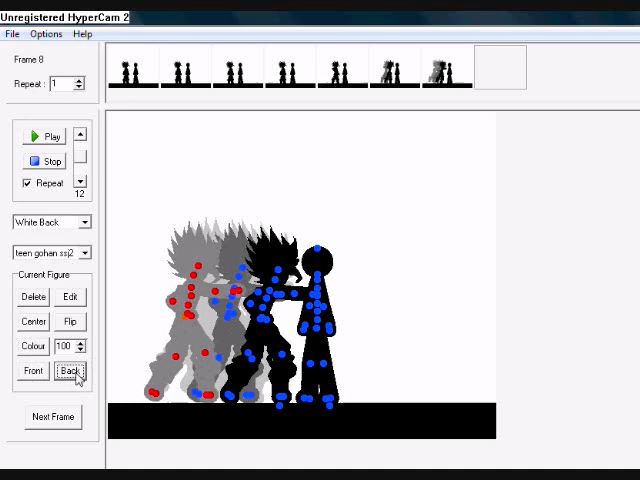 Unregistered HyperCam 2
File Options Help
Frame 8
Repeat : 1
Play
Stop
Repeat
12
White Back
teen gohan ssj2
Current Figure
Delete Edit
Center Flip
Colour 100
Front Back
Next Frame